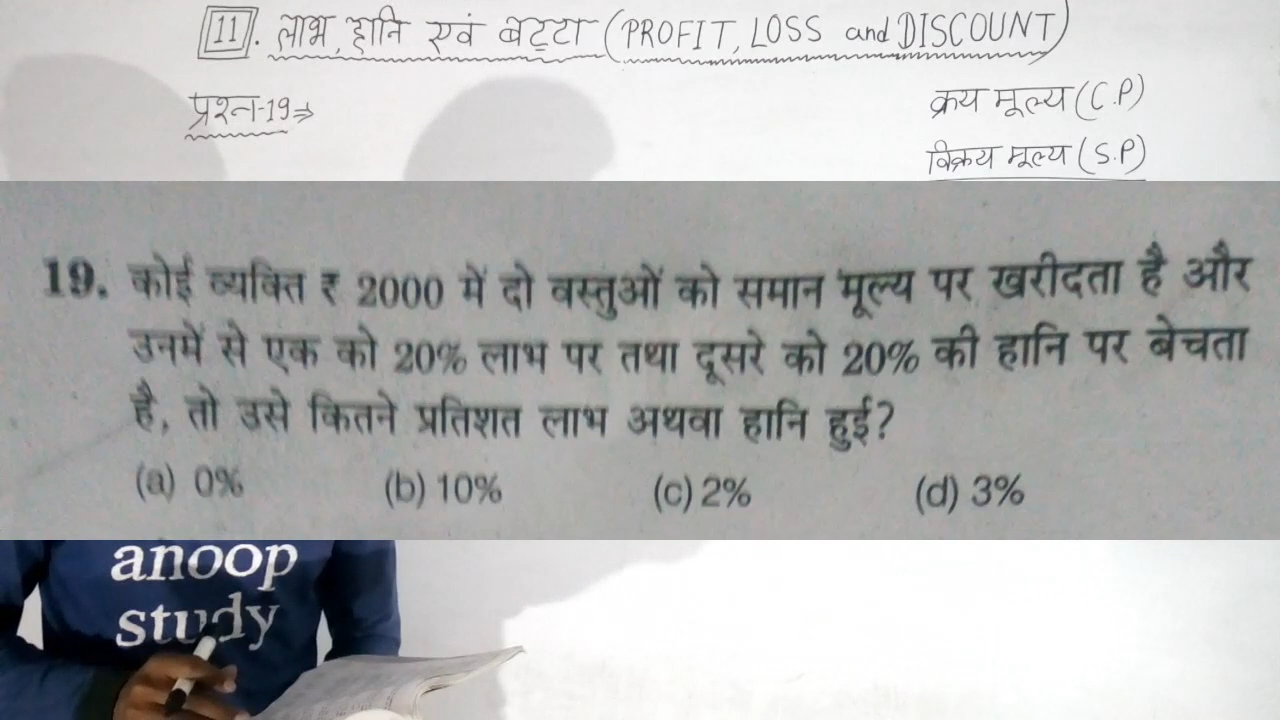 11. लाभ, हानि एवं बट्टा (PROFIT, LOSS and DISCOUNT)
प्रश्न-19⇒
क्रय मूल्य (C.P)
विक्रय मूल्य (S.P)
19. कोई व्यक्ति ₹ 2000 में दो वस्तुओं को समान मूल्य पर खरीदता है और
उनमें से एक को 20% लाभ पर तथा दूसरे को 20% की हानि पर बेचता
है, तो उसे कितने प्रतिशत लाभ अथवा हानि हुई?
(a) 0% (b) 10% (c) 2% (d) 3%
anoop
study